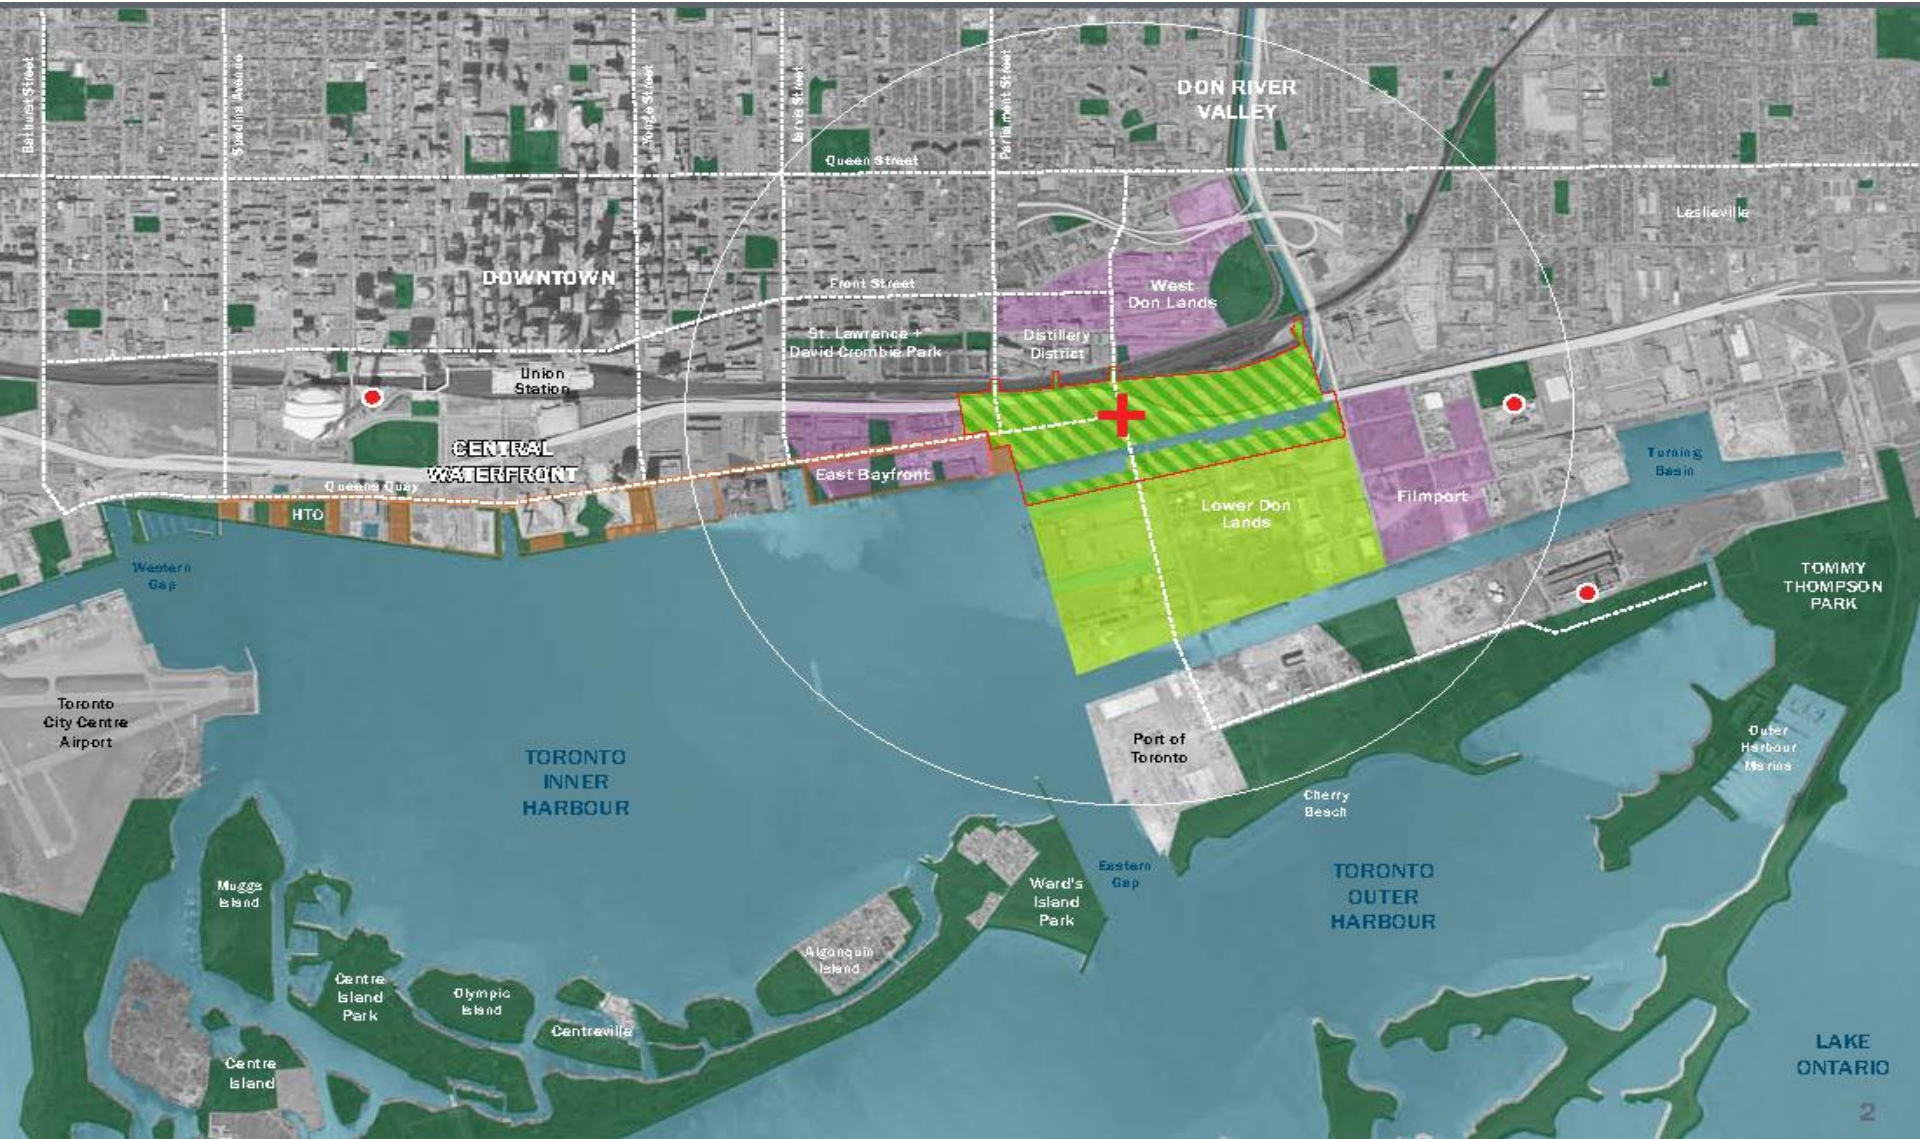 Bathurst Street
Spadina Avenue
Yonge Street
Jarvis Street
Parliament Street
DON RIVER
VALLEY
Queen Street
Leslieville
DOWNTOWN
Front Street
West
Don Lands
St. Lawrence +
David Crombie Park
Distillery
District
Union
Station
CENTRAL
WATERFRONT
Queens Quay
East Bayfront
HTO
Turning
Basin
Filmport
Lower Don
Lands
Western
Gap
TOMMY
THOMPSON
PARK
Toronto
City Centre
Airport
Port of
Toronto
Outer
Harbour
Marina
TORONTO
INNER
HARBOUR
Cherry
Beach
Eastern
Gap
TORONTO
OUTER
HARBOUR
Muggs
Island
Ward's
Island
Park
Algonquin
Island
Centre
Island
Park
Olympic
Island
Centreville
Centre
Island
LAKE
ONTARIO
2